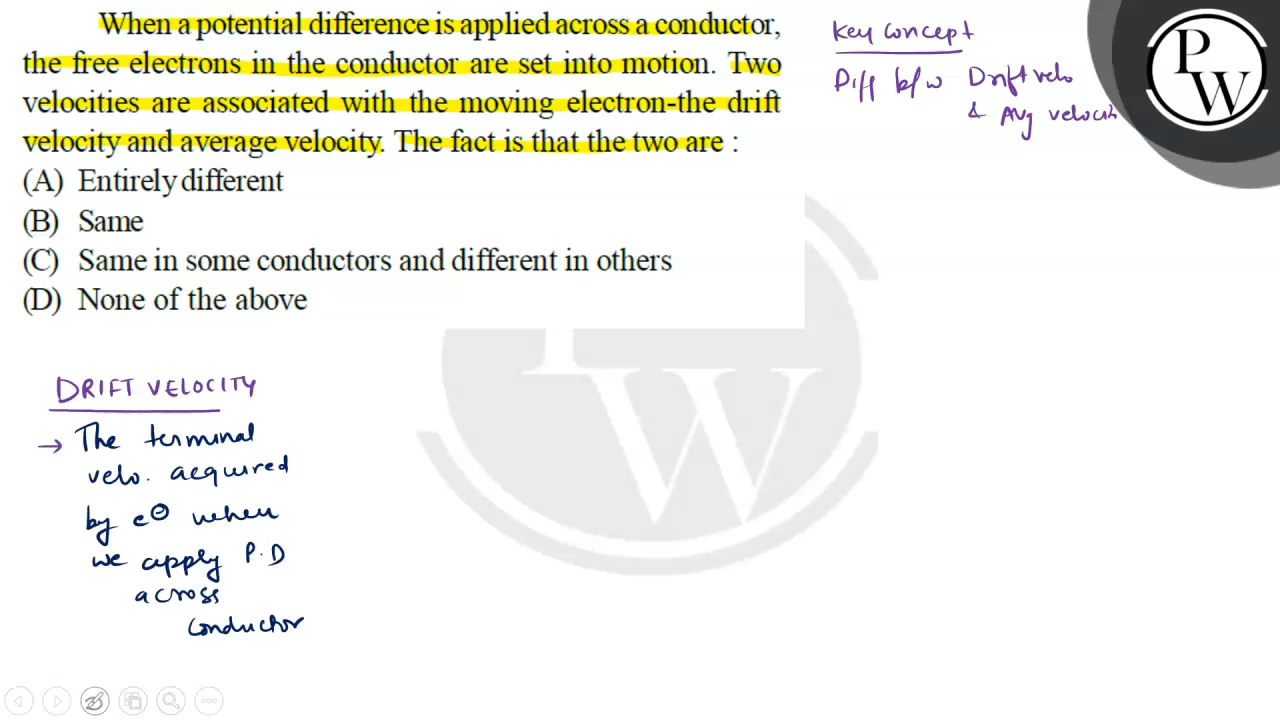 When a potential difference is applied across a conductor,
the free electrons in the conductor are set into motion. Two
velocities are associated with the moving electron-the drift
velocity and average velocity. The fact is that the two are :
(A) Entirely different
(B) Same
(C) Same in some conductors and different in others
(D) None of the above
Key concept
Diff b/w Drift velo
& Avg velocity
PW
DRIFT VELOCITY
→ The terminal
velo. acquired
by e⊖ when
we apply P.D
across
conductor